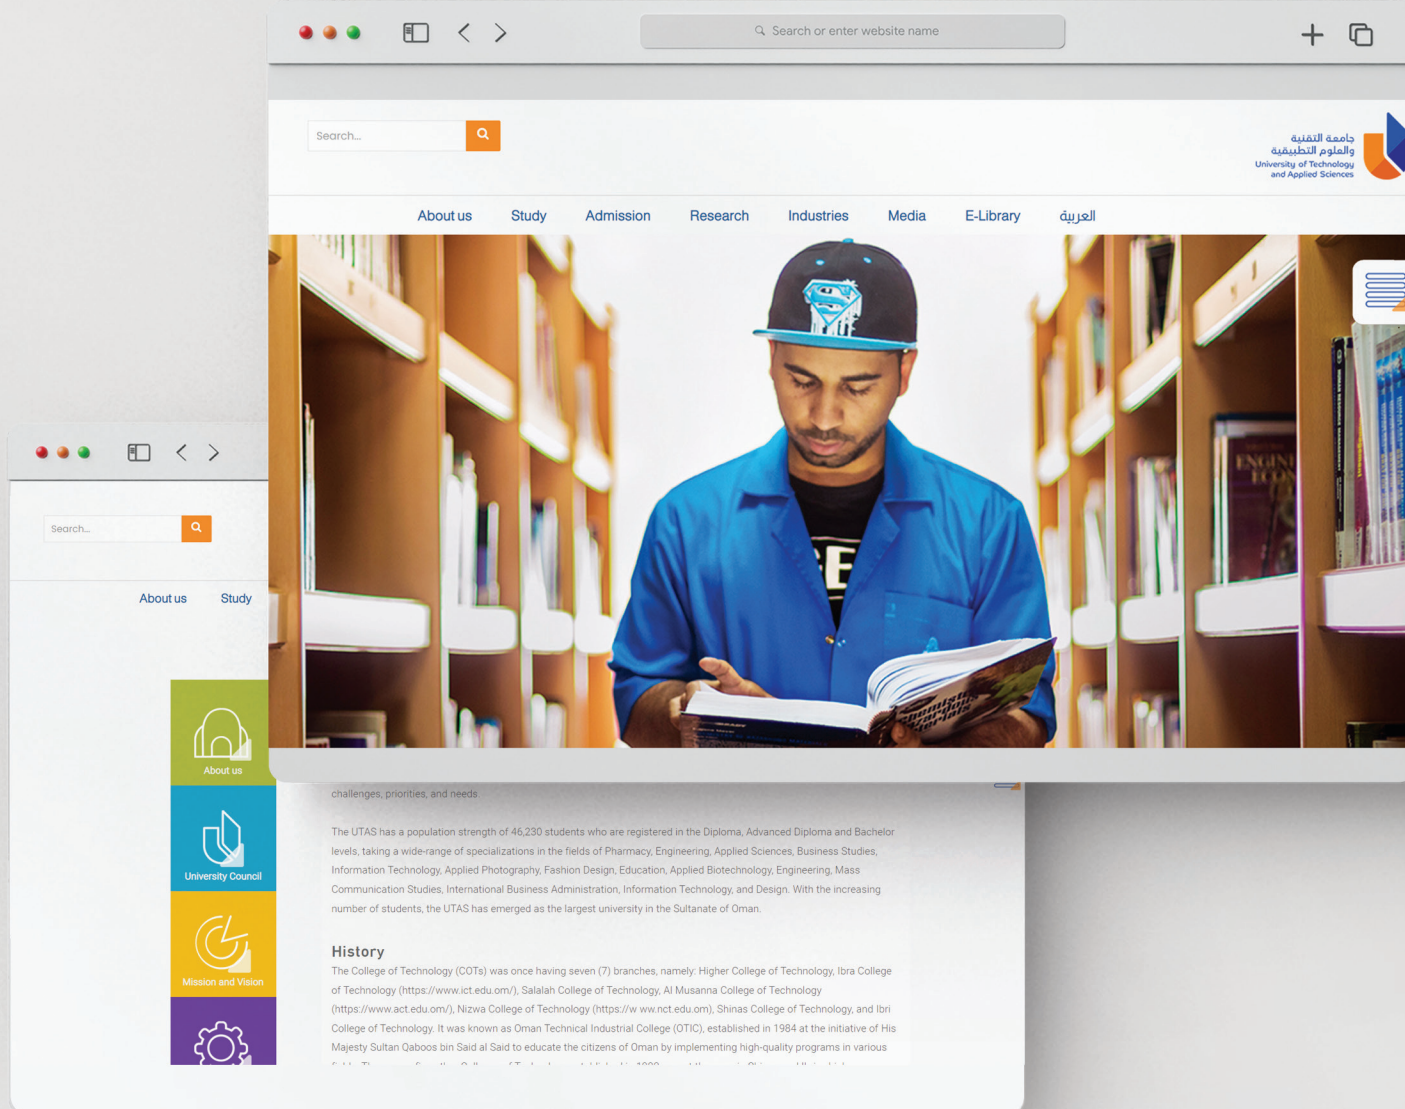 Search or enter website name
Search...
جامعة التقنية
والعلوم التطبيقية
University of Technology
and Applied Sciences
About us Study Admission Research Industries Media E-Library العربية
ENGIN
ECO
HUMAN RESOURCE MANAGEMENT
GE
Search...
About us Study
About us
University Council
Mission and Vision
challenges, priorities, and needs.
The UTAS has a population strength of 46,230 students who are registered in the Diploma, Advanced Diploma and Bachelor
levels, taking a wide-range of specializations in the fields of Pharmacy, Engineering, Applied Sciences, Business Studies,
Information Technology, Applied Photography, Fashion Design, Education, Applied Biotechnology, Engineering, Mass
Communication Studies, International Business Administration, Information Technology, and Design. With the increasing
number of students, the UTAS has emerged as the largest university in the Sultanate of Oman.
History
The College of Technology (COTs) was once having seven (7) branches, namely: Higher College of Technology, Ibra College
of Technology (https://www.ict.edu.om/), Salalah College of Technology, Al Musanna College of Technology
(https://www.act.edu.om/), Nizwa College of Technology (https://w ww.nct.edu.om), Shinas College of Technology, and Ibri
College of Technology. It was known as Oman Technical Industrial College (OTIC), established in 1984 at the initiative of His
Majesty Sultan Qaboos bin Said al Said to educate the citizens of Oman by implementing high-quality programs in various